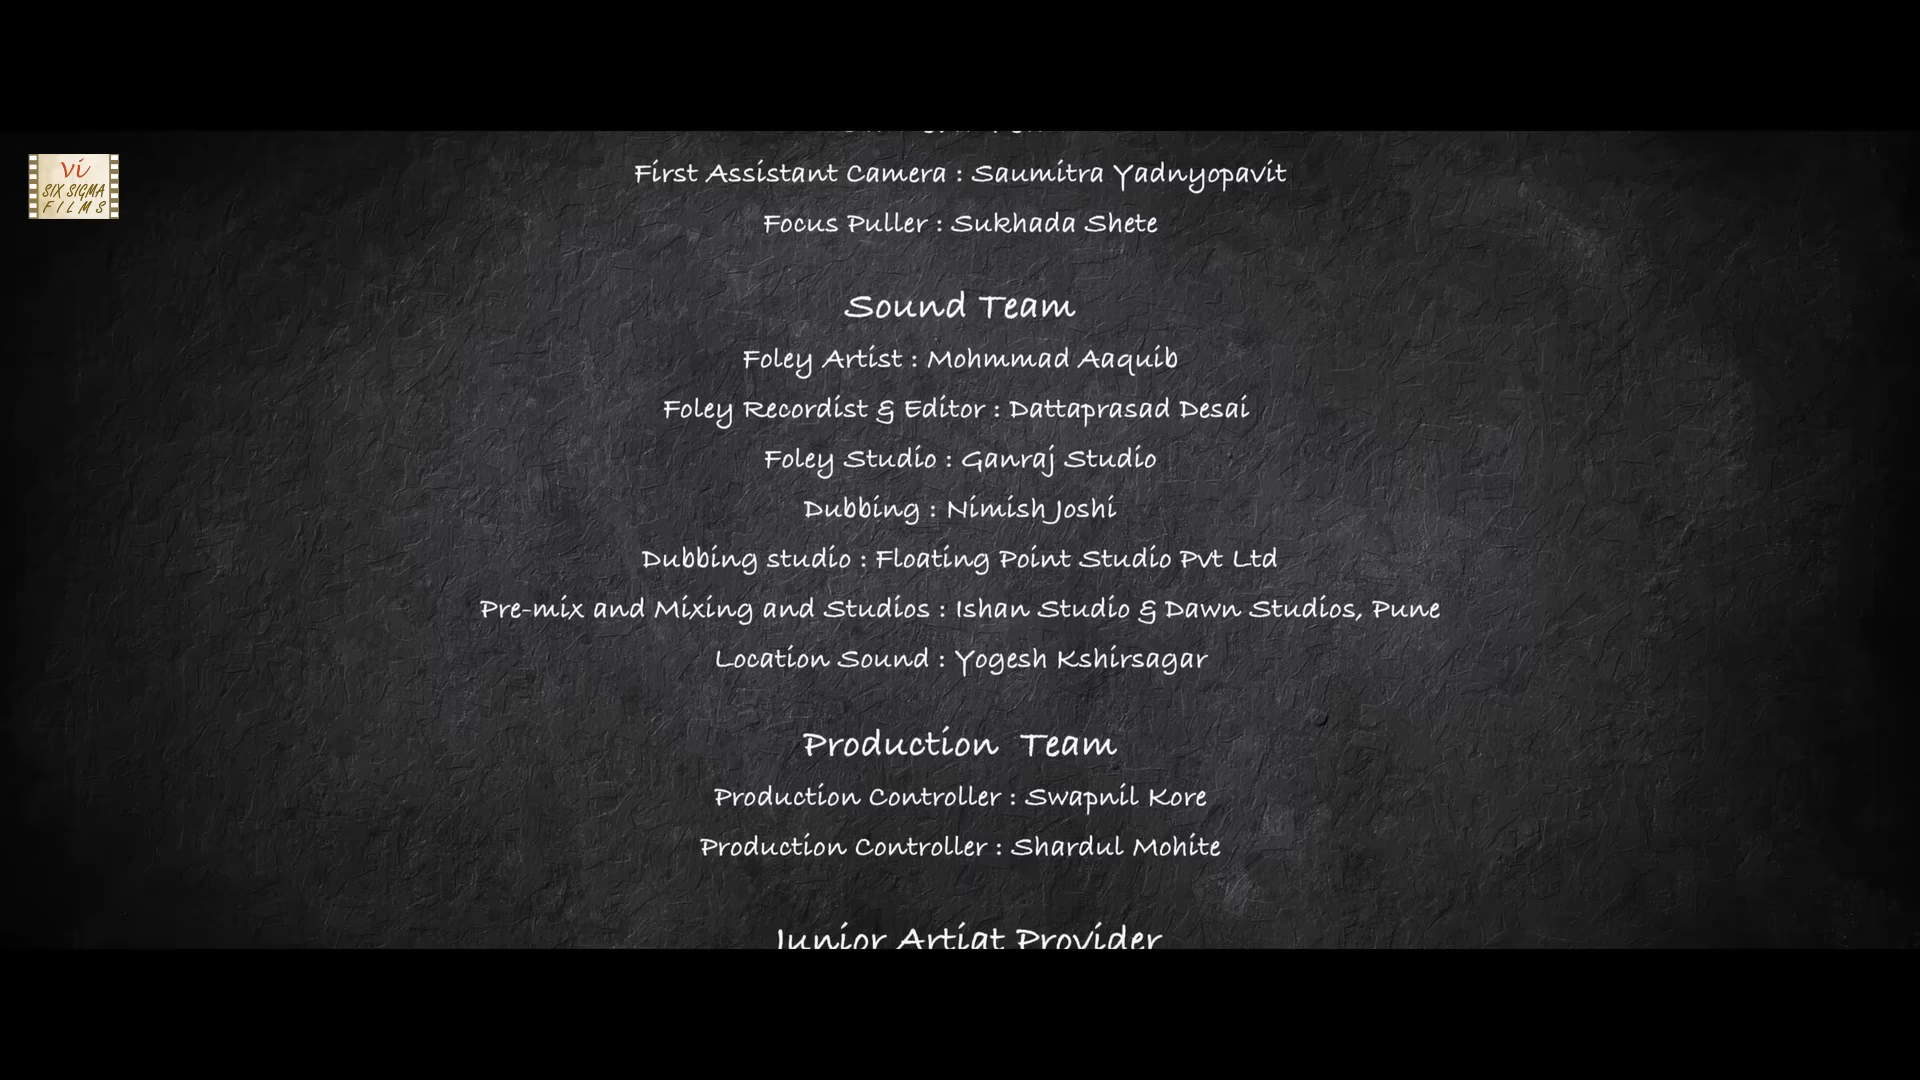 Vi
SIX SIGMA
FILMS
First Assistant Camera : Saumitra Yadnyopavit
Focus Puller : Sukhada Shete
Sound Team
Foley Artist : Mohmmad Aaquib
Foley Recordist & Editor : Dattaprasad Desai
Foley Studio : Ganraj Studio
Dubbing : Nimish Joshi
Dubbing studio : Floating Point Studio Pvt Ltd
Pre-mix and Mixing and Studios : Ishan Studio & Dawn Studios, Pune
Location Sound : Yogesh Kshirsagar
Production Team
Production Controller : Swapnil Kore
Production Controller : Shardul Mohite
Junior Artist Provider